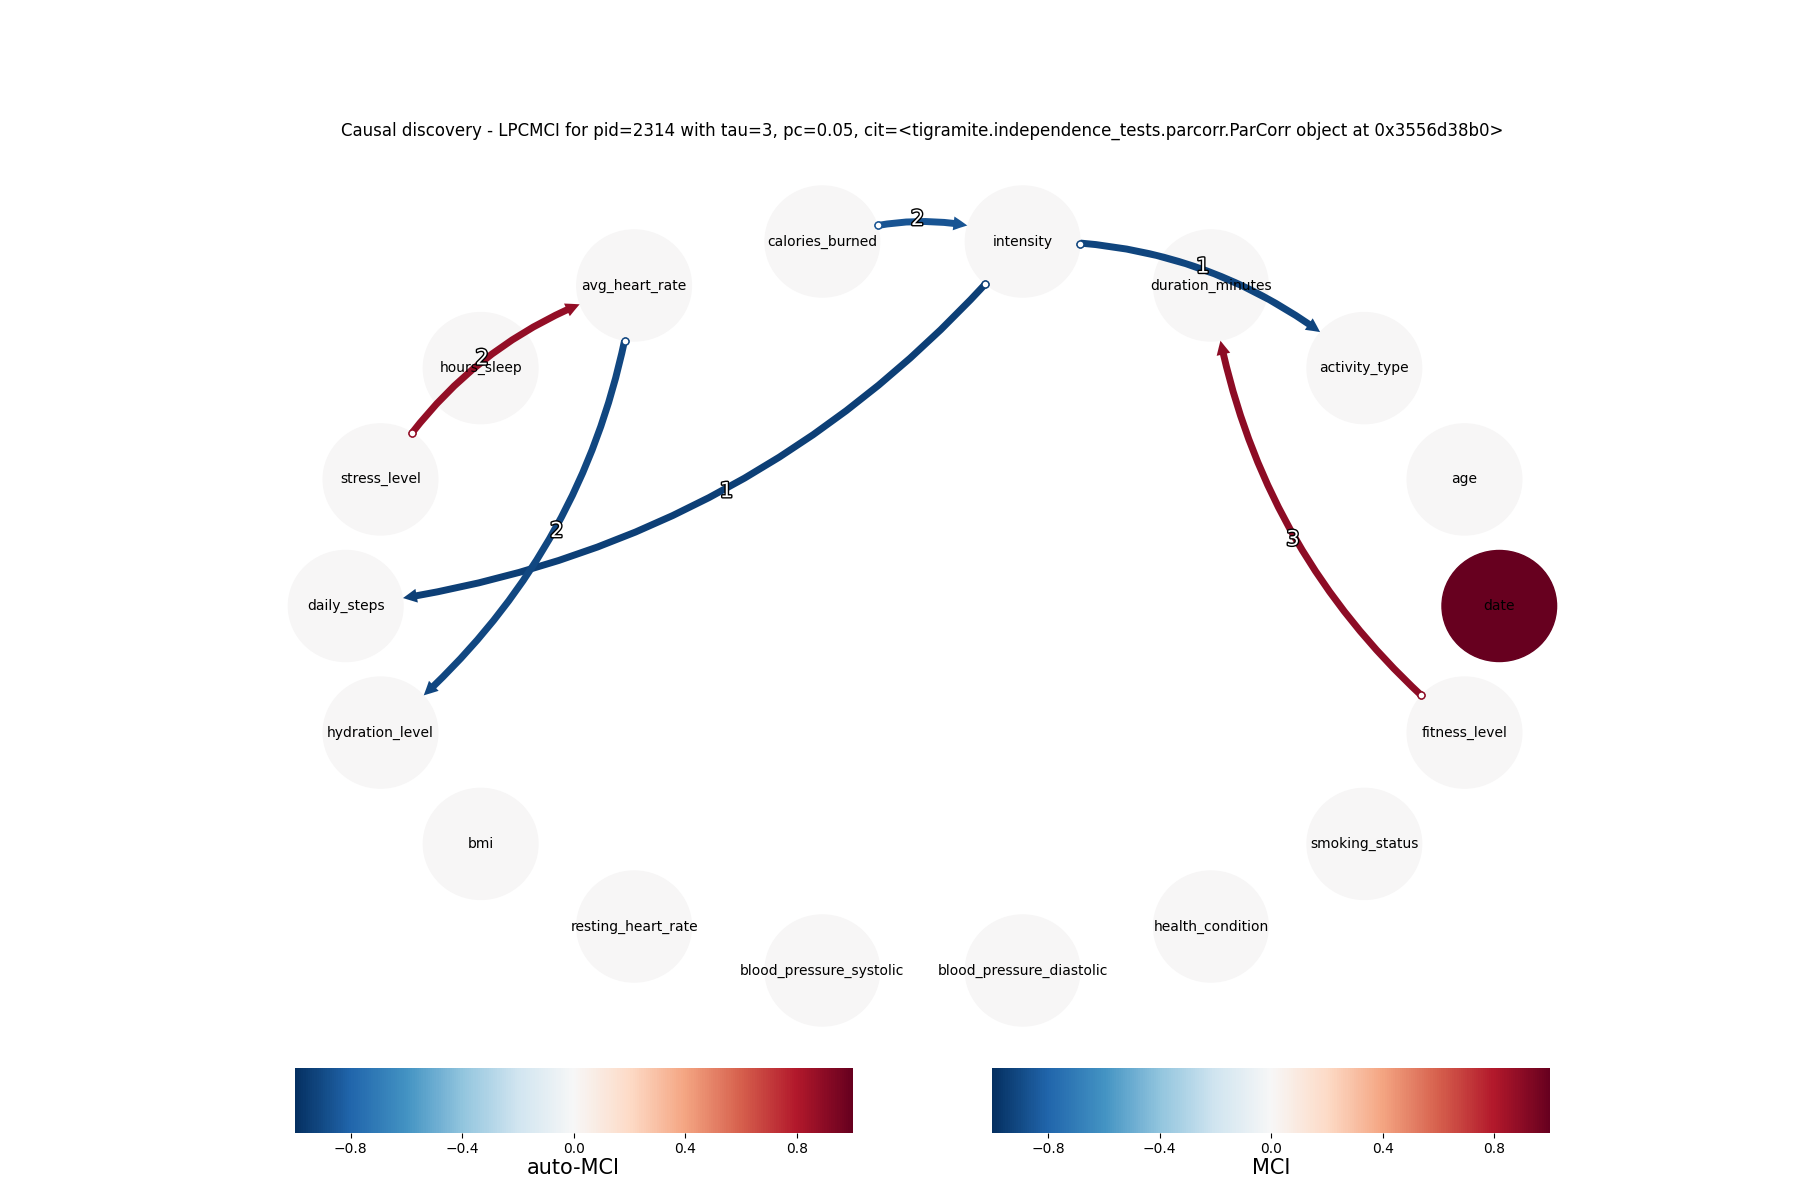 Causal discovery - LPCMCI for pid=2314 with tau=3, pc=0.05, cit=<tigramite.independence_tests.parcorr.ParCorr object at 0x3556d38b0>
2
calories_burned
intensity
1
avg_heart_rate
duration_minutes
2
hours_sleep
activity_type
stress_level
age
1
2
3
daily_steps
date
hydration_level
fitness_level
bmi
smoking_status
resting_heart_rate
health_condition
blood_pressure_systolic
blood_pressure_diastolic
−0.8 −0.4 0.0 0.4 0.8
auto-MCI
−0.8 −0.4 0.0 0.4 0.8
MCI